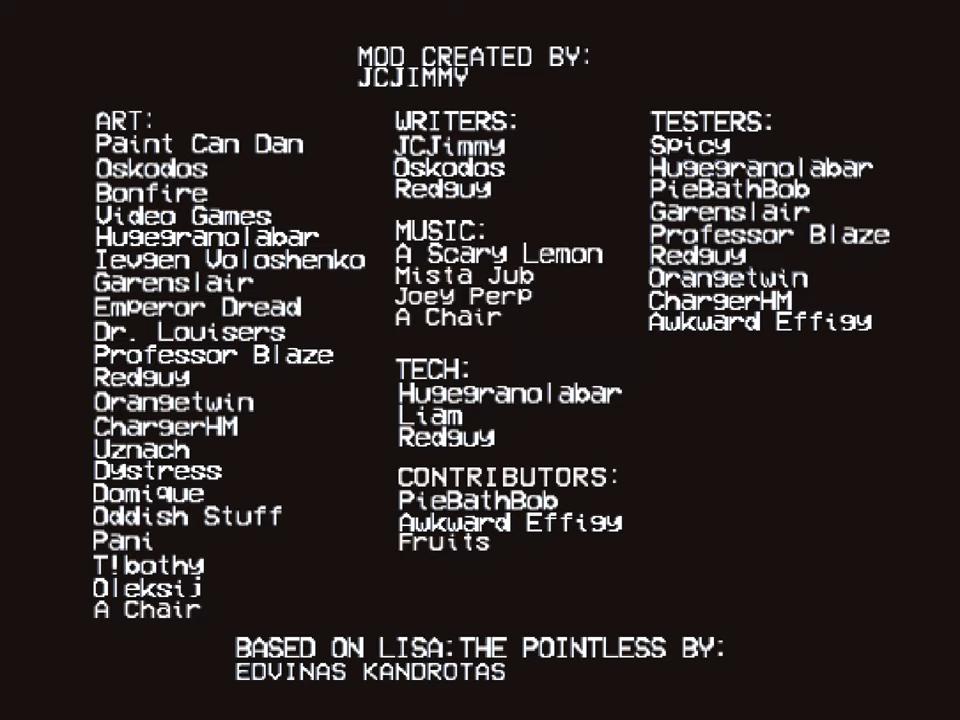 MOD CREATED BY:
JCJIMMY
ART:
Paint Can Dan
Oskodos
Bonfire
Video Games
Hugegranolabar
Ievgen Voloshenko
Garenslair
Emperor Dread
Dr. Louisers
Professor Blaze
Redguy
Orangetwin
ChargerHM
Uznach
Dystress
Domique
Oddish Stuff
Pani
T!bothy
Oleksij
A Chair
WRITERS:
JCJimmy
Oskodos
Redguy
MUSIC:
A Scary Lemon
Mista Jub
Joey Perp
A Chair
TECH:
Hugegranolabar
Liam
Redguy
CONTRIBUTORS:
PieBathBob
Awkward Effigy
Fruits
TESTERS:
Spicy
Hugegranolabar
PieBathBob
Garenslair
Professor Blaze
Redguy
Orangetwin
ChargerHM
Awkward Effigy
BASED ON LISA:THE POINTLESS BY:
EDVINAS KANDROTAS